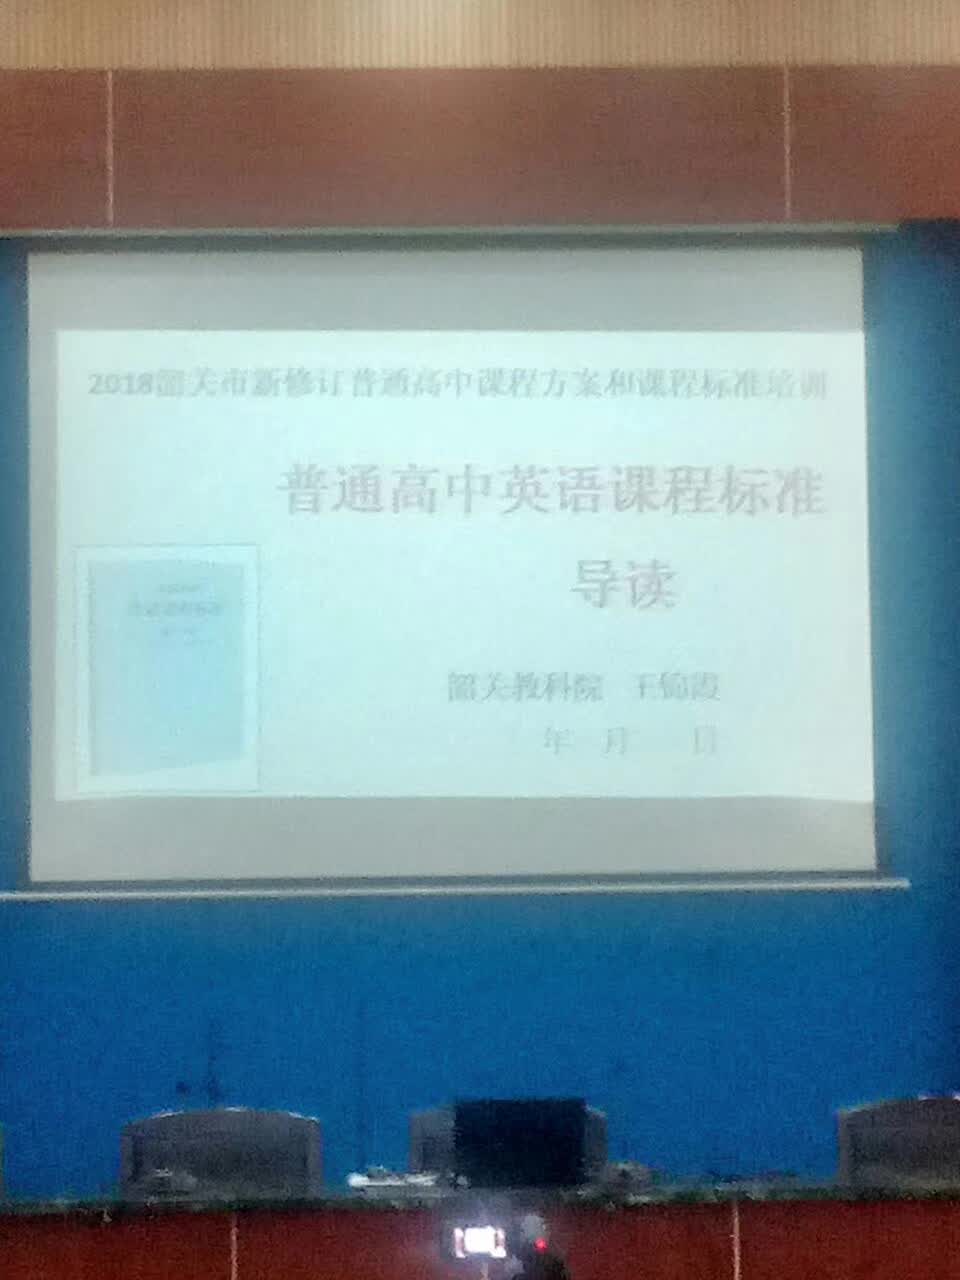 2018韶关市新修订普通高中课程方案和课程标准培训
普通高中英语课程标准
导读
韶关教科院 王锦霞
年 月 日